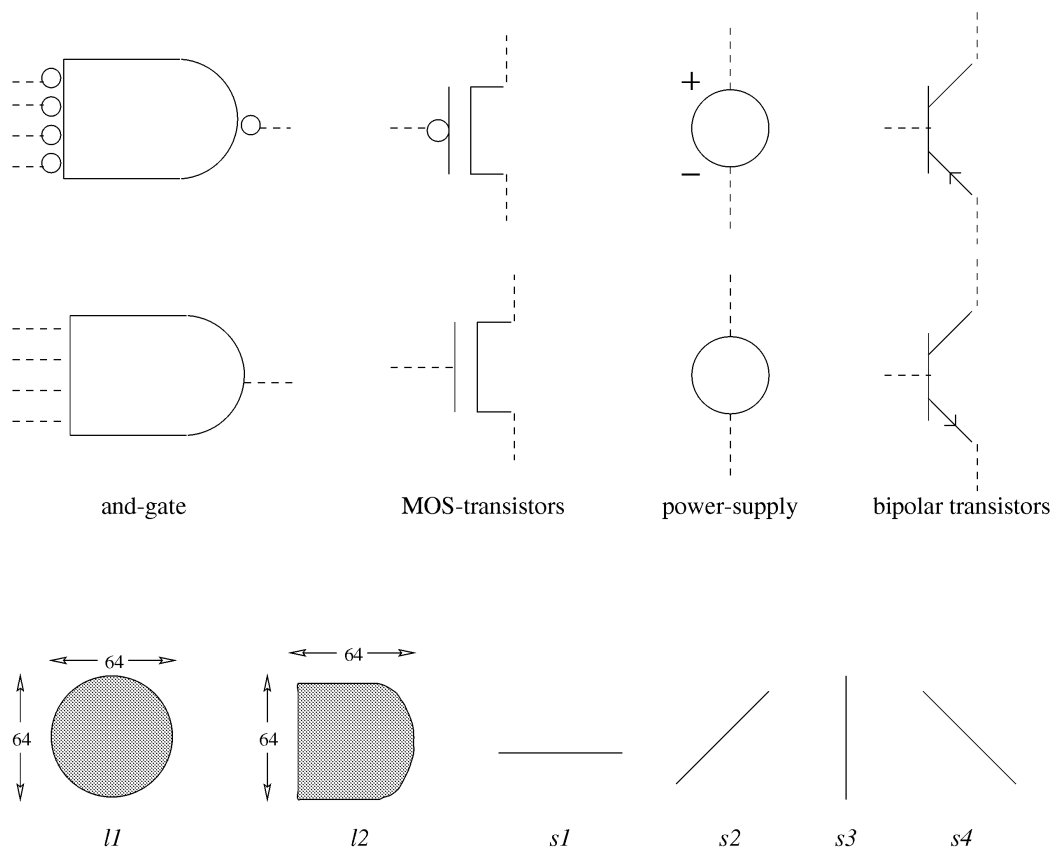 +
−
and-gate MOS-transistors power-supply bipolar transistors
64 64
64 64
l1 l2 s1 s2 s3 s4